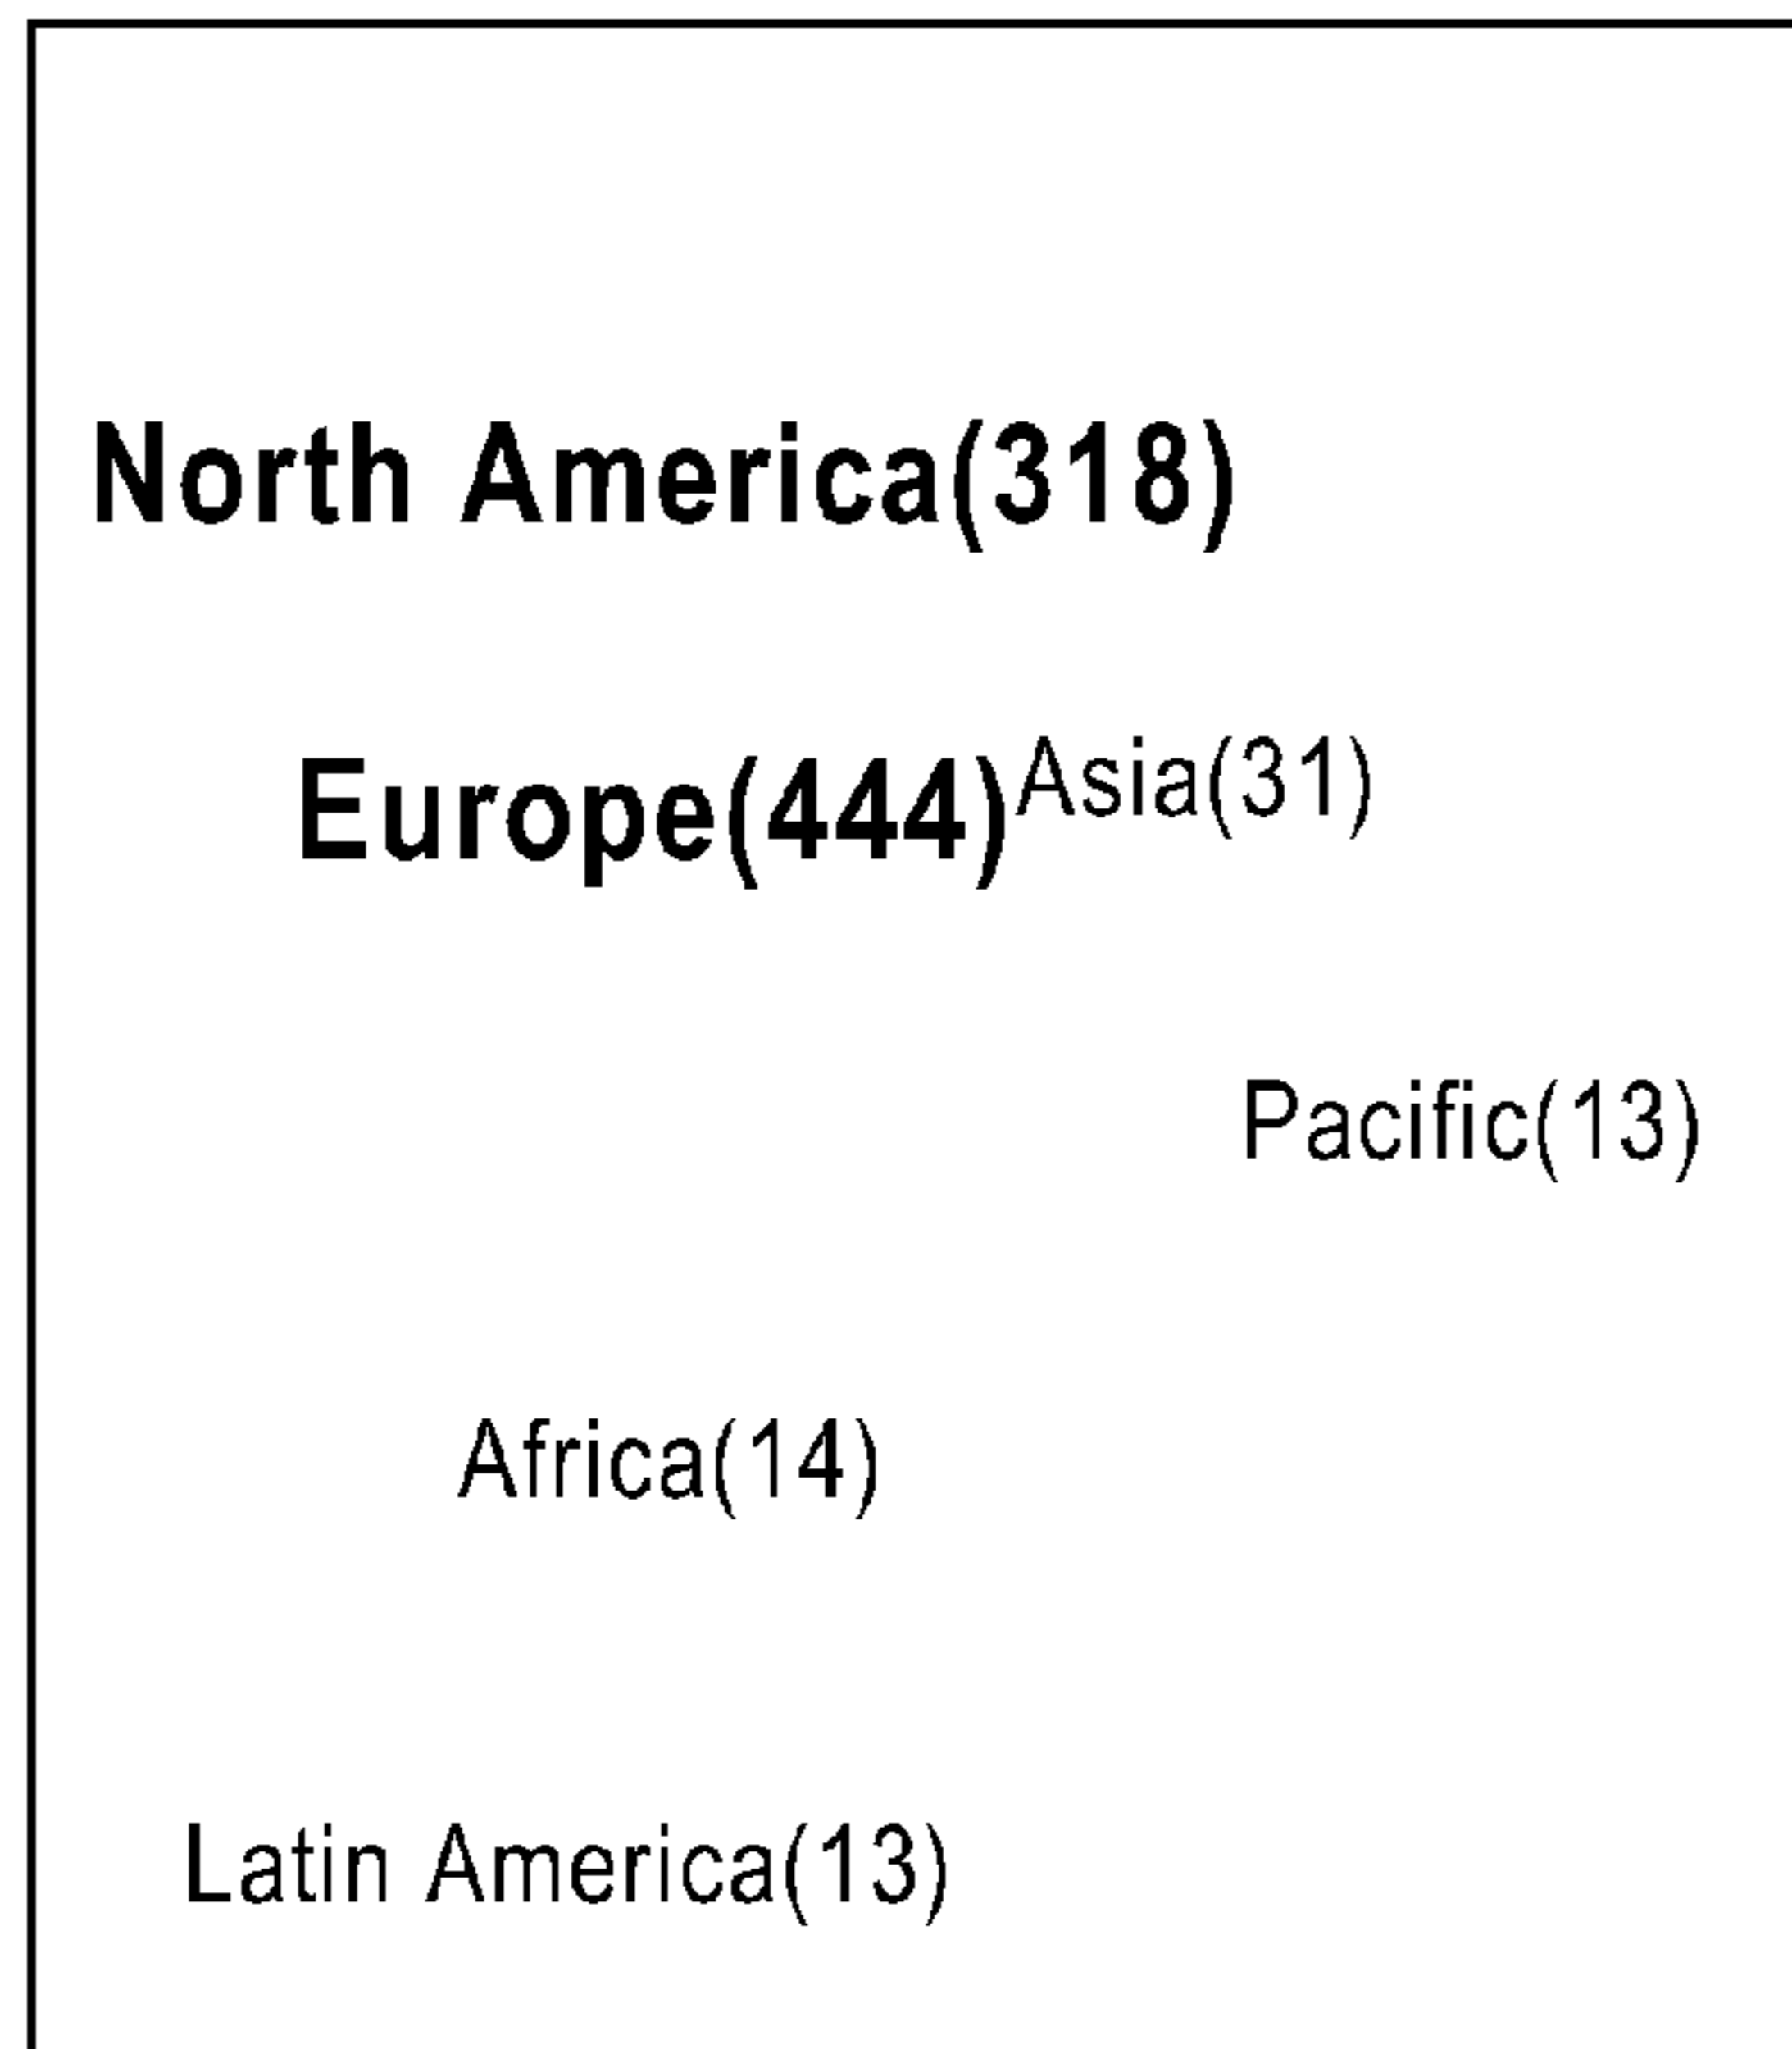 North America(318)
Europe(444) Asia(31)
Pacific(13)
Africa(14)
Latin America(13)